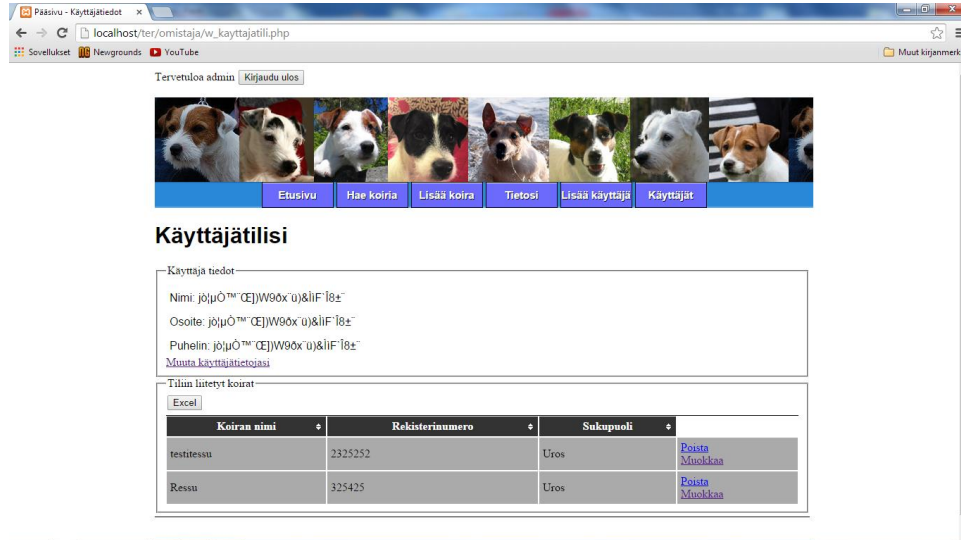 Pääsivu - Käyttäjätiedot
localhost/ter/omistaja/w_kayttajatili.php
Sovellukset Newgrounds YouTube Muut kirjanmerk
Tervetuloa admin Kirjaudu ulos
Etusivu Hae koiria Lisää koira Tietosi Lisää käyttäjä Käyttäjät
Käyttäjätilisi
Käyttäjä tiedot
Nimi:
Osoite:
Puhelin:
Muuta käyttäjätietojasi
Tiliin liitetyt koirat
Excel
Koiran nimi Rekisterinumero Sukupuoli
testitessu 2325252 Uros Poista
Muokkaa
Ressu 325425 Uros Poista
Muokkaa